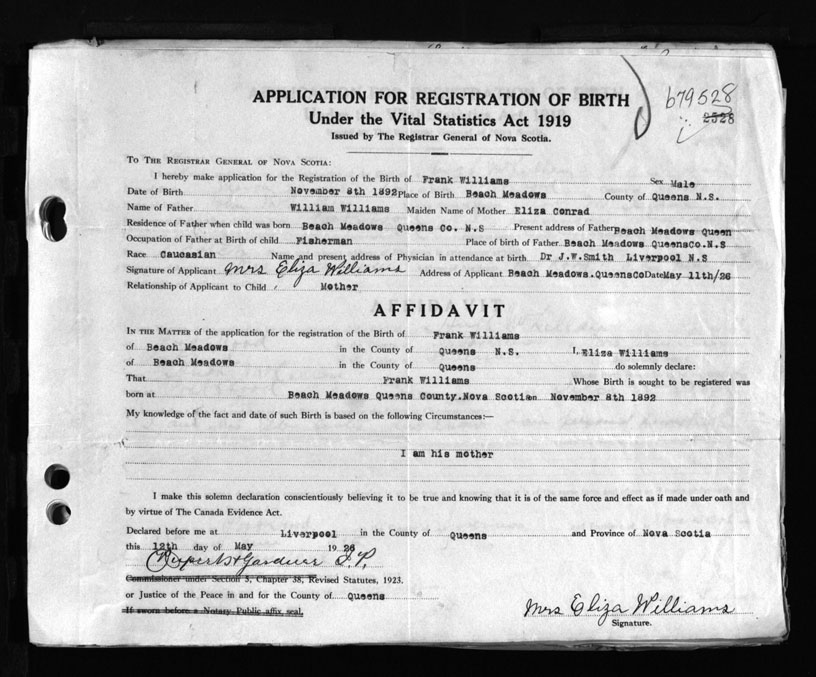 APPLICATION FOR REGISTRATION OF BIRTH
b79528
Under the Vital Statistics Act 1919
2528
Issued by The Registrar General of Nova Scotia.
To The Registrar General of Nova Scotia:
I hereby make application for the Registration of the Birth of Frank Williams Sex Male
Date of Birth November 8th 1892 Place of Birth Beach Meadows County of Queens N.S.
Name of Father William Williams Maiden Name of Mother Eliza Conrad
Residence of Father when child was born Beach Meadows Queens Co. N.S Present address of Father Beach Meadows Queen
Occupation of Father at Birth of child Fisherman Place of birth of Father Beach Meadows QueensCo.N.S
Race Caucasian Name and present address of Physician in attendance at birth Dr J.W.Smith Liverpool N.S
Signature of Applicant Mrs Eliza Williams Address of Applicant Beach Meadows.QueensCo Date May 11th/26
Relationship of Applicant to Child Mother
AFFIDAVIT
In the Matter of the application for the registration of the Birth of Frank Williams
of Beach Meadows in the County of Queens N.S. I, Eliza Williams
of Beach Meadows in the County of Queens do solemnly declare:
That Frank Williams Whose Birth is sought to be registered was
born at Beach Meadows Queens County.Nova Scotia on November 8th 1892
My knowledge of the fact and date of such Birth is based on the following Circumstances:—
I am his mother
I make this solemn declaration conscientiously believing it to be true and knowing that it is of the same force and effect as if made under oath and
by virtue of The Canada Evidence Act.
Declared before me at Liverpool in the County of Queens and Province of Nova Scotia
this 12th day of May 1926
Gardner J.P.
Commissioner under Section 5, Chapter 38, Revised Statutes, 1923.
or Justice of the Peace in and for the County of Queens
If sworn before a Notary Public affix seal.
Mrs Eliza Williams
Signature.